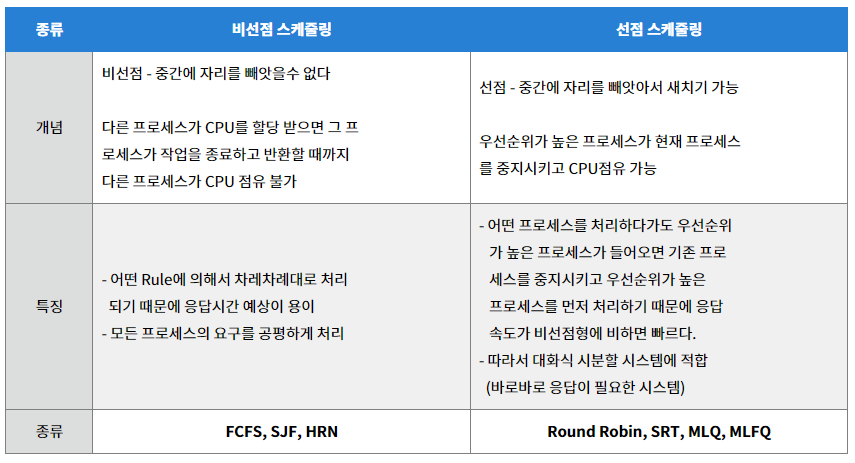 종류
비선점 스캐줄링
선점 스캐줄링
개념
비선점 - 중간에 자리를 빼앗을수 없다
다른 프로세스가 CPU를 할당 받으면 그 프
로세스가 작업을 종료하고 반환할 때까지
다른 프로세스가 CPU 점유 불가
선점 - 중간에 자리를 빼앗아서 새치기 가능
우선순위가 높은 프로세스가 현재 프로세스
를 중지시키고 CPU점유 가능
특징
- 어떤 Rule에 의해서 차레차례대로 처리
되기 때문에 응답시간 예상이 용이
- 모든 프로세스의 요구를 공평하게 처리
- 어떤 프로세스를 처리하다가도 우선순위
가 높은 프로세스가 들어오면 기존 프로
세스를 중지시키고 우선순위가 높은
프로세스를 먼저 처리하기 때문에 응답
속도가 비선점형에 비하면 빠르다.
- 따라서 대화식 시분할 시스템에 적합
(바로바로 응답이 필요한 시스템)
종류
FCFS, SJF, HRN
Round Robin, SRT, MLQ, MLFQ